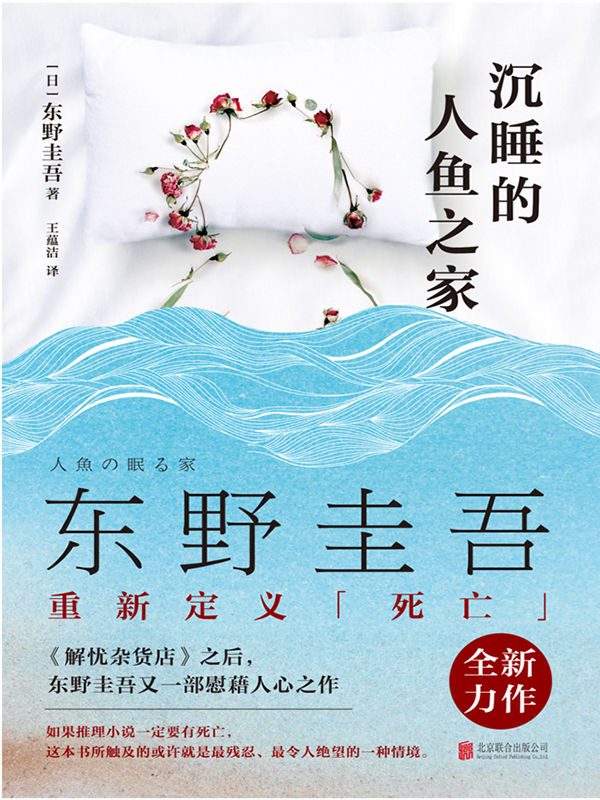 沉睡的
人鱼之家
［日］东野圭吾 著
王蕴洁 译
人魚の眠る家
东野圭吾
重新定义「死亡」
《解忧杂货店》之后，
东野圭吾又一部慰藉人心之作
全新
力作
如果推理小说一定要有死亡，
这本书所触及的或许就是最残忍、最令人绝望的一种情境。
北京联合出版公司
Beijing United Publishing Co.,Ltd.